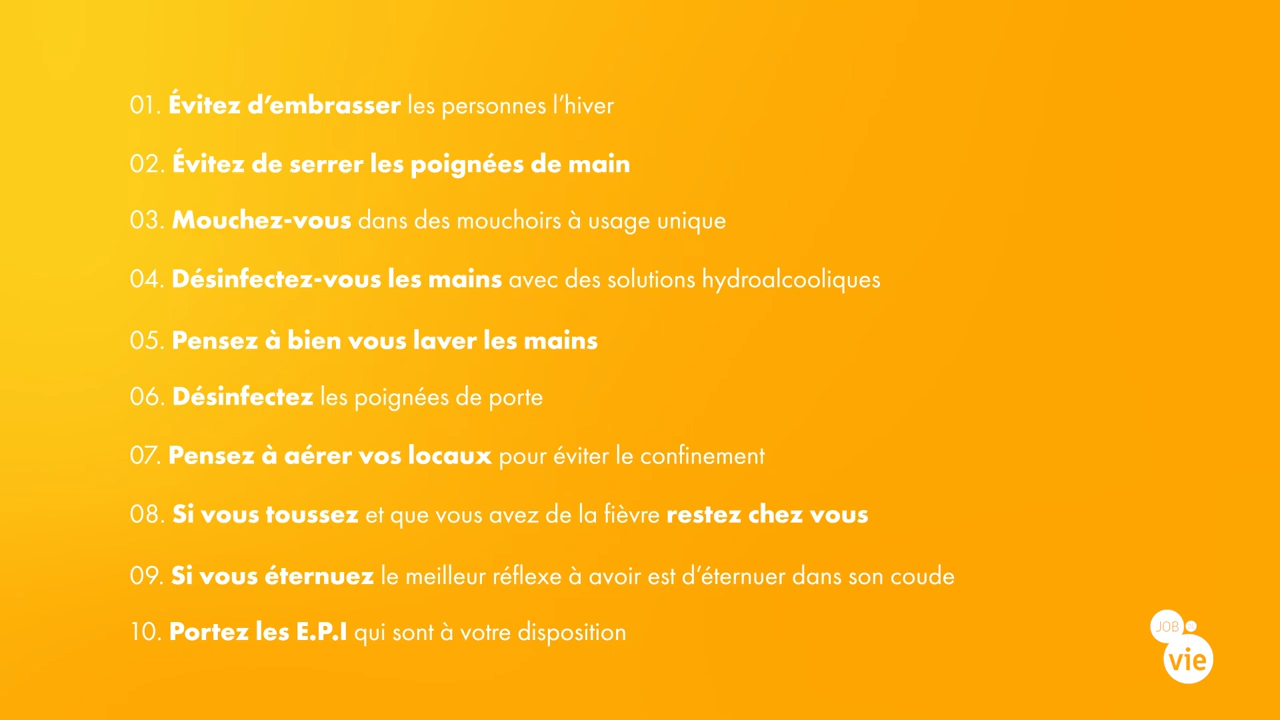 01. Évitez d’embrasser les personnes l’hiver
02. Évitez de serrer les poignées de main
03. Mouchez-vous dans des mouchoirs à usage unique
04. Désinfectez-vous les mains avec des solutions hydroalcooliques
05. Pensez à bien vous laver les mains
06. Désinfectez les poignées de porte
07. Pensez à aérer vos locaux pour éviter le confinement
08. Si vous toussez et que vous avez de la fièvre restez chez vous
09. Si vous éternuez le meilleur réflexe à avoir est d’éternuer dans son coude
10. Portez les E.P.I qui sont à votre disposition
JOB
vie